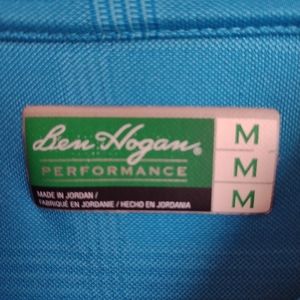 Ben Hogan®
PERFORMANCE
MADE IN JORDAN /
FABRIQUÉ EN JORDANIE / HECHO EN JORDANIA
M
M
M